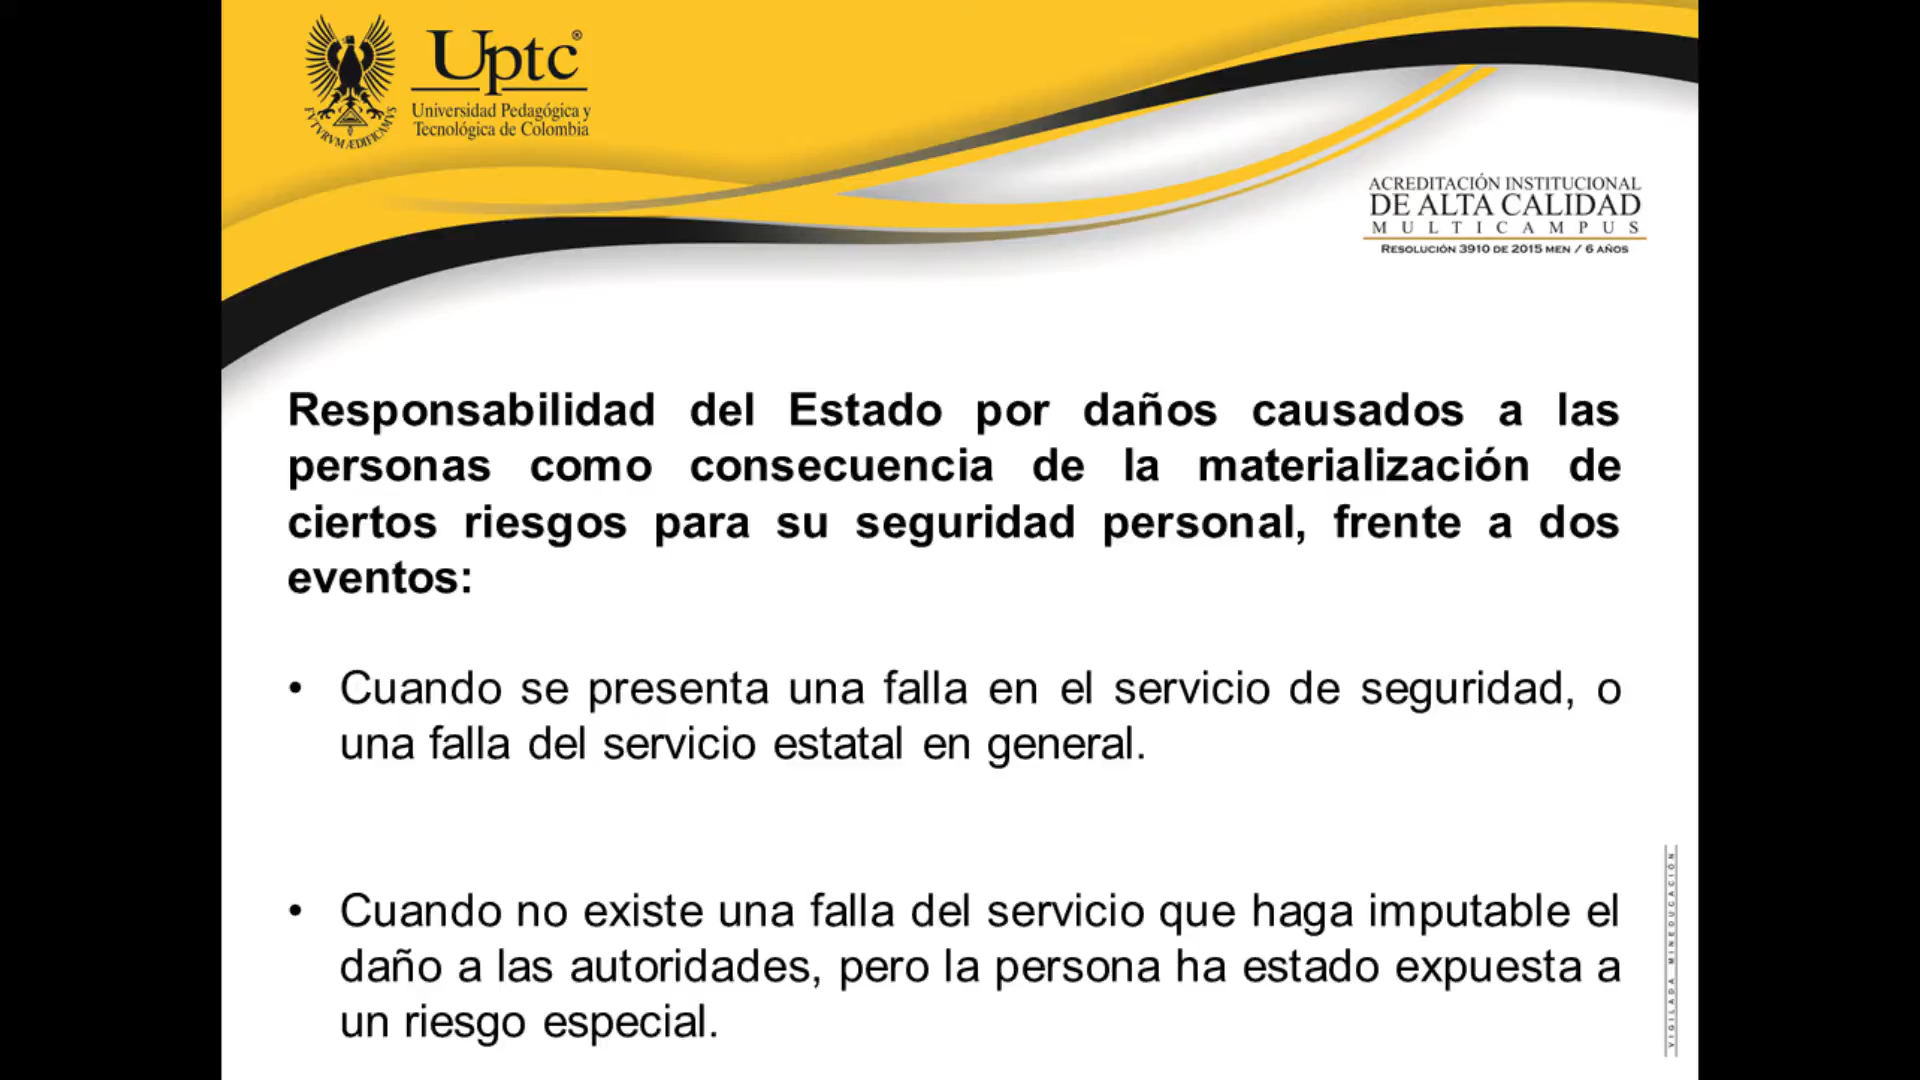 Uptc®
Universidad Pedagógica y
Tecnológica de Colombia
FVTVRVM ÆDIFICAMVS
ACREDITACIÓN INSTITUCIONAL
DE ALTA CALIDAD
MULTICAMPUS
RESOLUCIÓN 3910 DE 2015 MEN / 6 AÑOS
Responsabilidad del Estado por daños causados a las
personas como consecuencia de la materialización de
ciertos riesgos para su seguridad personal, frente a dos
eventos:
• Cuando se presenta una falla en el servicio de seguridad, o
una falla del servicio estatal en general.
• Cuando no existe una falla del servicio que haga imputable el
daño a las autoridades, pero la persona ha estado expuesta a
un riesgo especial.
VIGILADA MINEDUCACIÓN